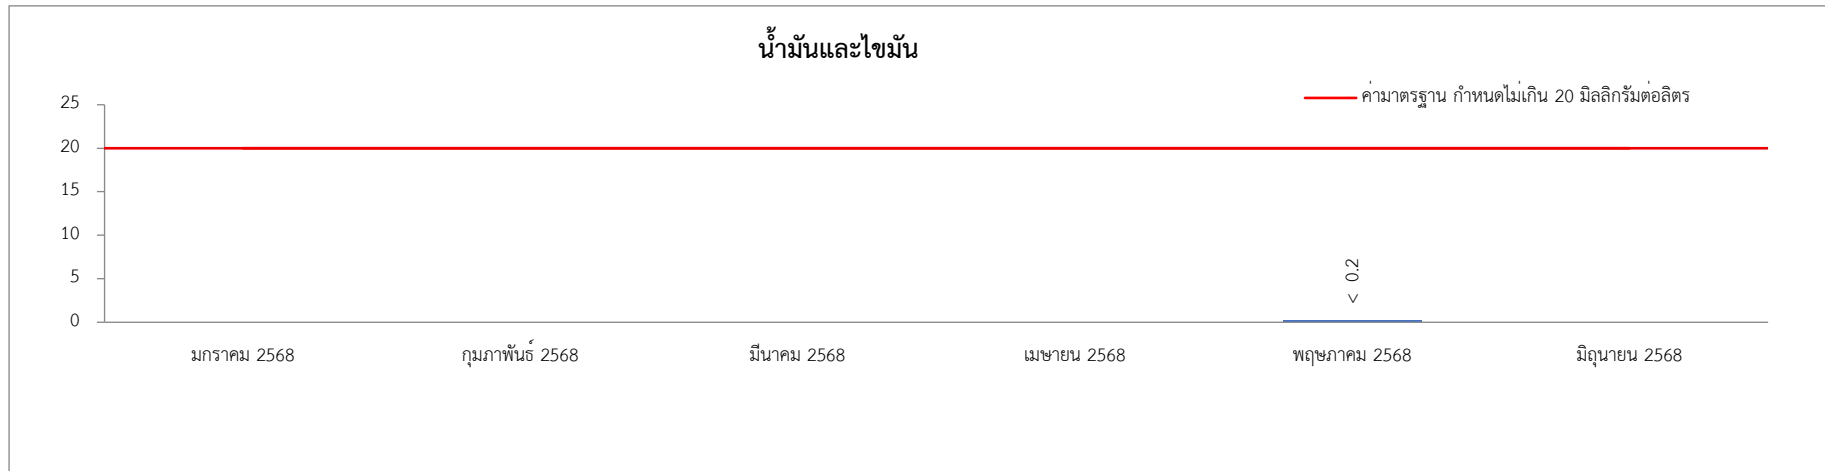 น้ำมันและไขมัน
ค่ามาตรฐาน กำหนดไม่เกิน 20 มิลลิกรัมต่อลิตร
25
20
15
10
5
0
< 0.2
มกราคม 2568 กุมภาพันธ์ 2568 มีนาคม 2568 เมษายน 2568 พฤษภาคม 2568 มิถุนายน 2568